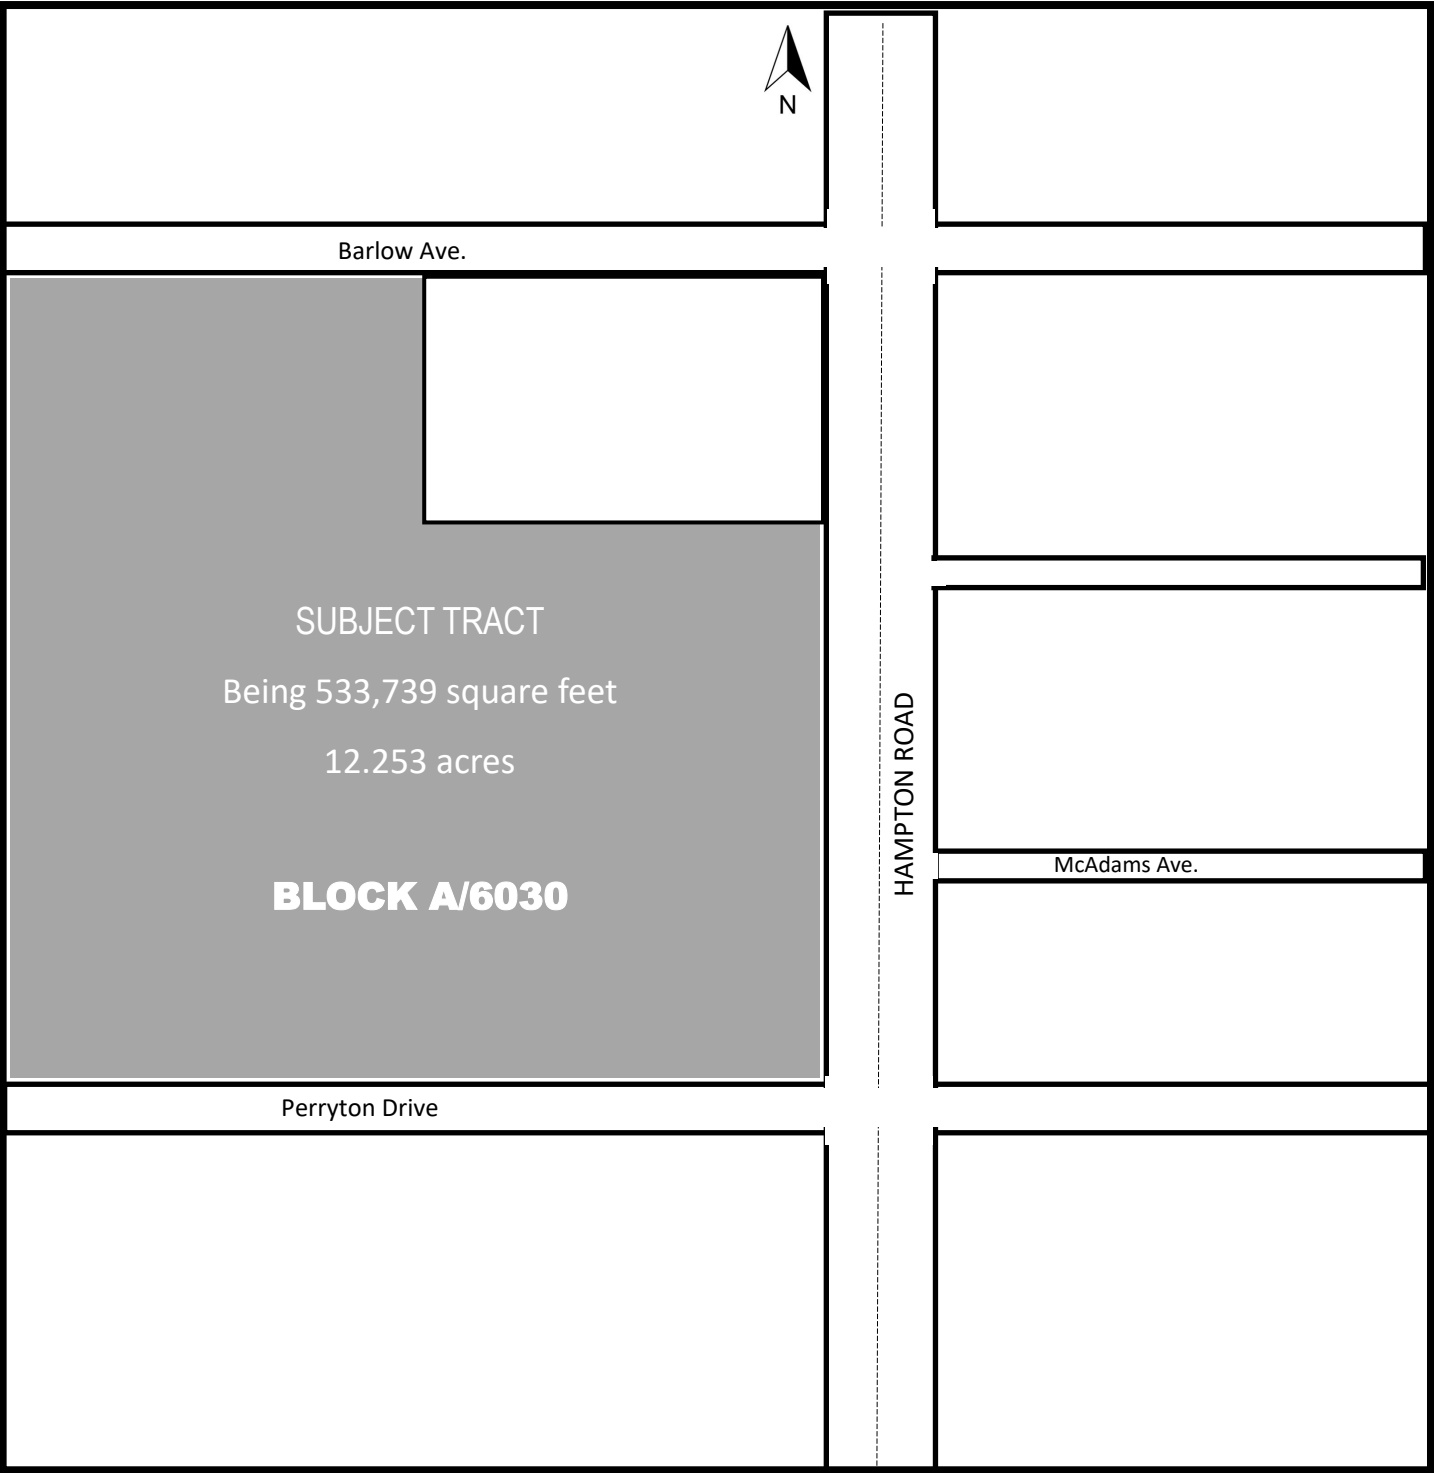 N
Barlow Ave.
SUBJECT TRACT
Being 533,739 square feet
12.253 acres
BLOCK A/6030
HAMPTON ROAD
McAdams Ave.
Perryton Drive